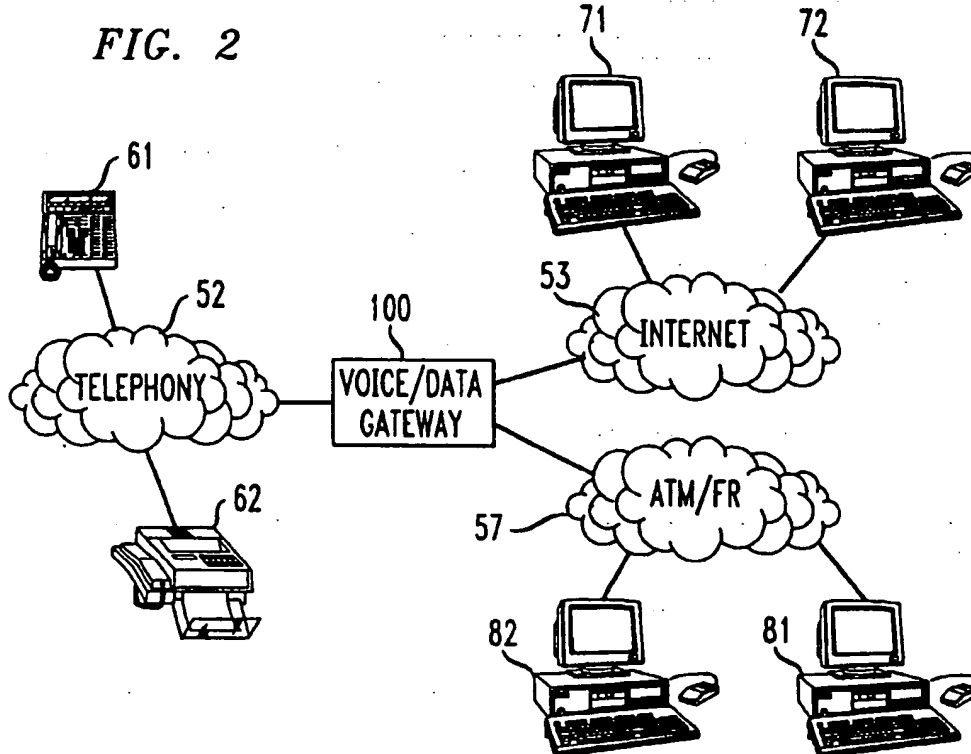 FIG. 2
71
72
61
52
53
INTERNET
100
TELEPHONY
VOICE/DATA
GATEWAY
ATM/FR
57
62
82
81